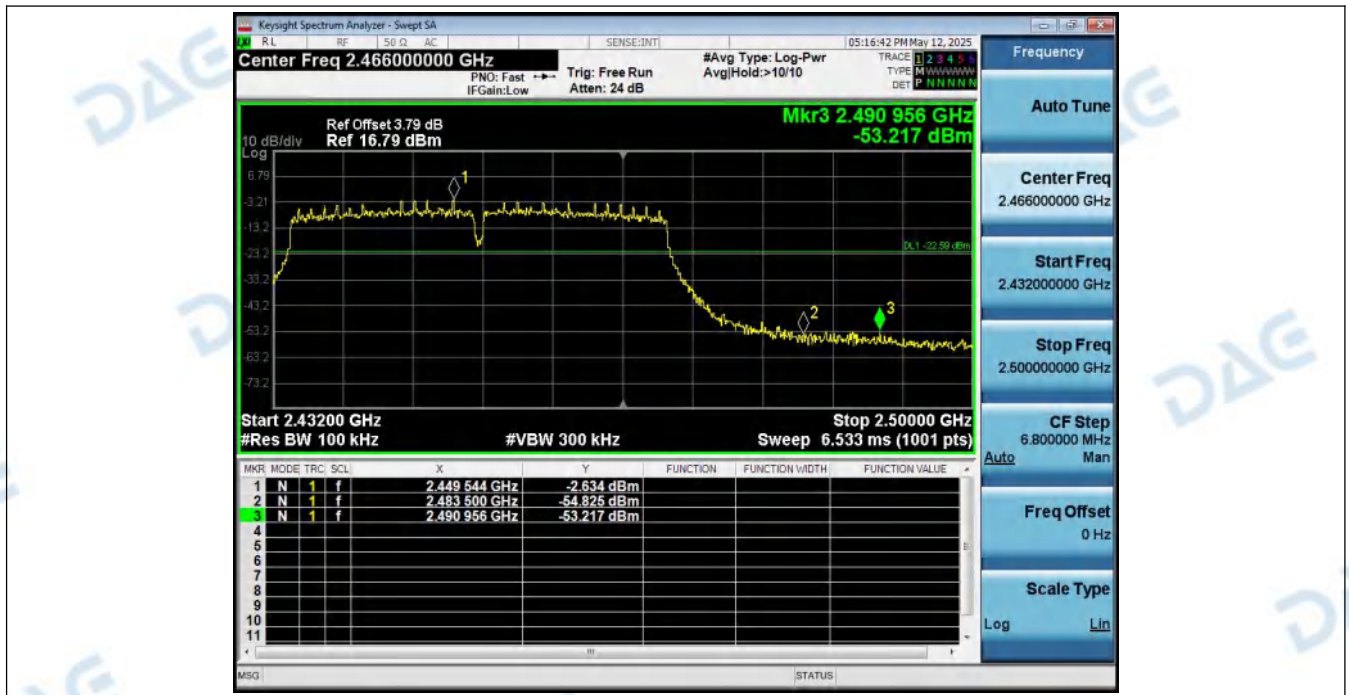 Keysight Spectrum Analyzer - Swept SA
LXI RL RF 50 Ω AC SENSE:INT 05:16:42 PM May 12, 2025
Center Freq 2.466000000 GHz
PNO: Fast
IFGain:Low
Trig: Free Run
Atten: 24 dB
#Avg Type: Log-Pwr
Avg|Hold:>10/10
TRACE 1 2 3 4 5 6
TYPE M WWWWW
DET P N N N N N
Frequency
Mkr3 2.490 956 GHz
-53.217 dBm
Ref Offset 3.79 dB
10 dB/div Ref 16.79 dBm
Log
6.79
-3.21
-13.2
-23.2
-33.2
-43.2
-53.2
-63.2
-73.2
1
2
3
DL1 -22.59 dBm
Start 2.43200 GHz Stop 2.50000 GHz
#Res BW 100 kHz #VBW 300 kHz Sweep 6.533 ms (1001 pts)
MKR MODE TRC SCL X Y FUNCTION FUNCTION WIDTH FUNCTION VALUE
1 N 1 f 2.449 544 GHz -2.634 dBm
2 N 1 f 2.483 500 GHz -54.825 dBm
3 N 1 f 2.490 956 GHz -53.217 dBm
4
5
6
7
8
9
10
11
MSG STATUS
Auto Tune
Center Freq
2.466000000 GHz
Start Freq
2.432000000 GHz
Stop Freq
2.500000000 GHz
CF Step
6.800000 MHz
Auto Man
Freq Offset
0 Hz
Scale Type
Log Lin
DAG
DAG